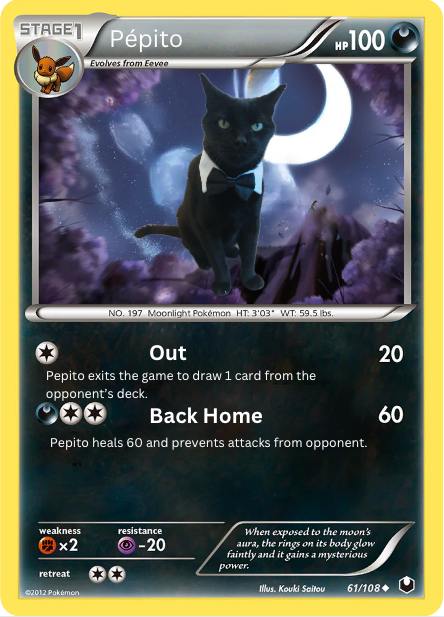 STAGE1
Pépito
HP100
Evolves from Eevee
NO. 197 Moonlight Pokémon HT: 3'03" WT: 59.5 lbs.
Out 20
Pepito exits the game to draw 1 card from the
opponent's deck.
Back Home 60
Pepito heals 60 and prevents attacks from opponent.
weakness
×2
resistance
-20
retreat
When exposed to the moon's
aura, the rings on its body glow
faintly and it gains a mysterious
power.
©2012 Pokémon
Illus. Kouki Saitou 61/108